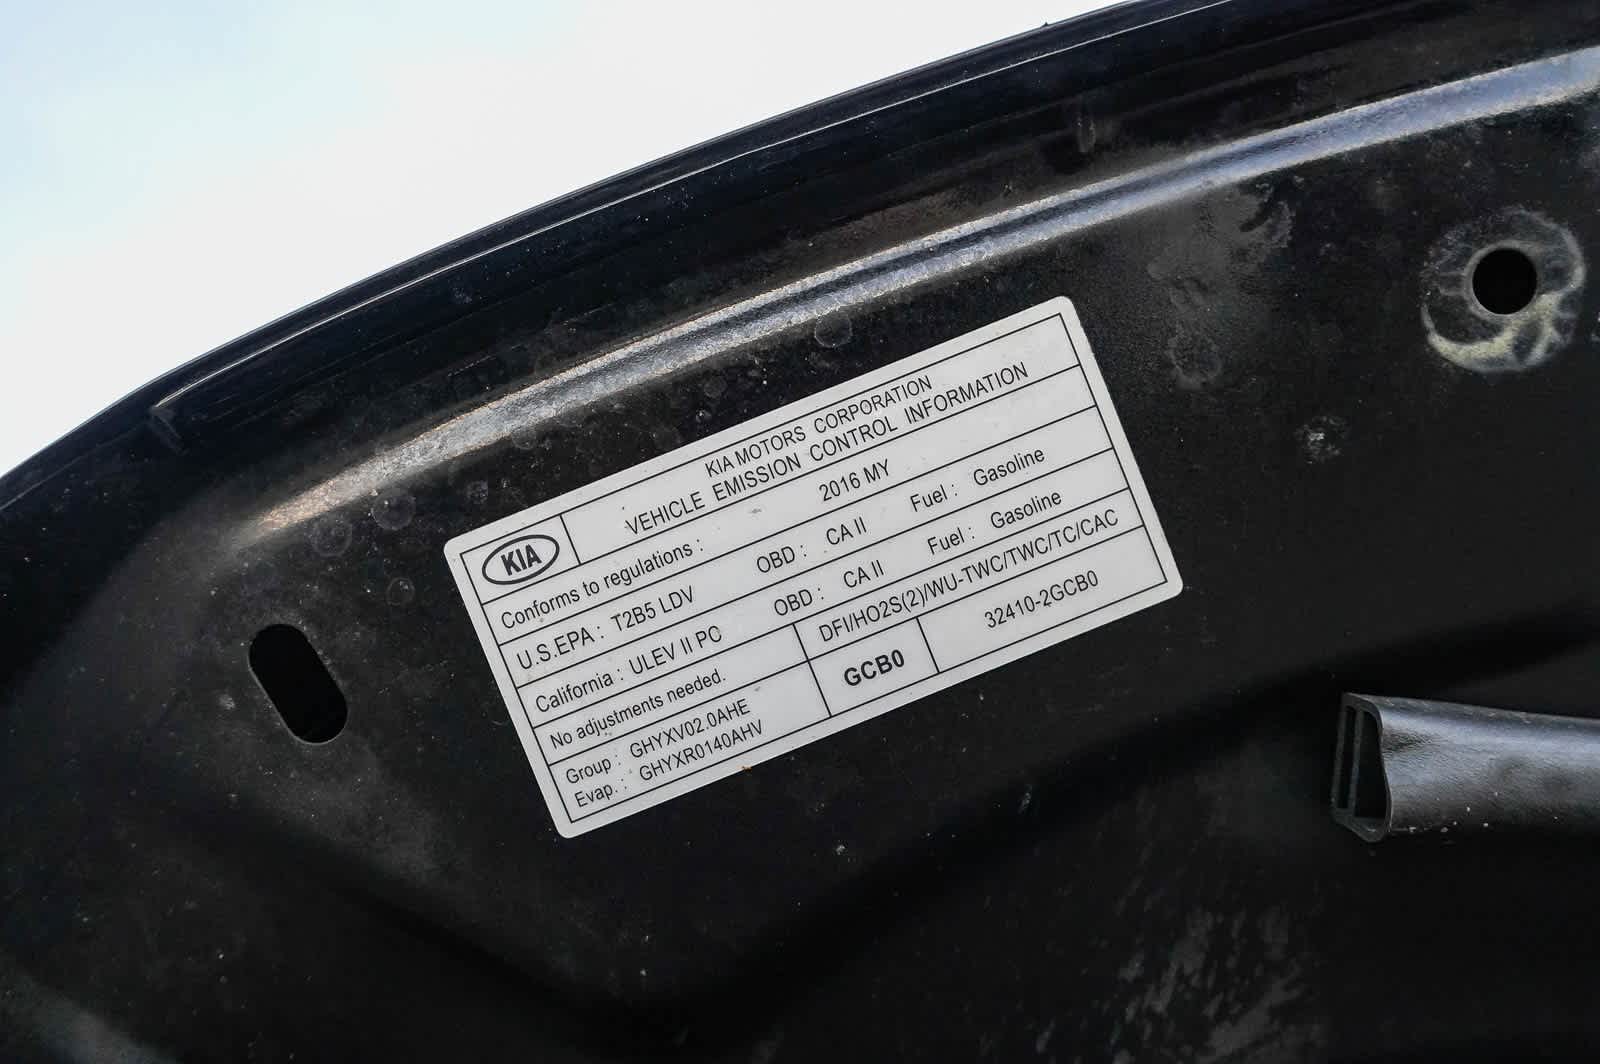 KIA MOTORS CORPORATION
KIA VEHICLE EMISSION CONTROL INFORMATION
Conforms to regulations : 2016 MY
U.S.EPA : T2B5 LDV OBD : CA II Fuel : Gasoline
California : ULEV II PC OBD : CA II Fuel : Gasoline
No adjustments needed. DFI/HO2S(2)/WU-TWC/TWC/TC/CAC
Group : GHYXV02.0AHE GCB0 32410-2GCB0
Evap. : GHYXR0140AHV